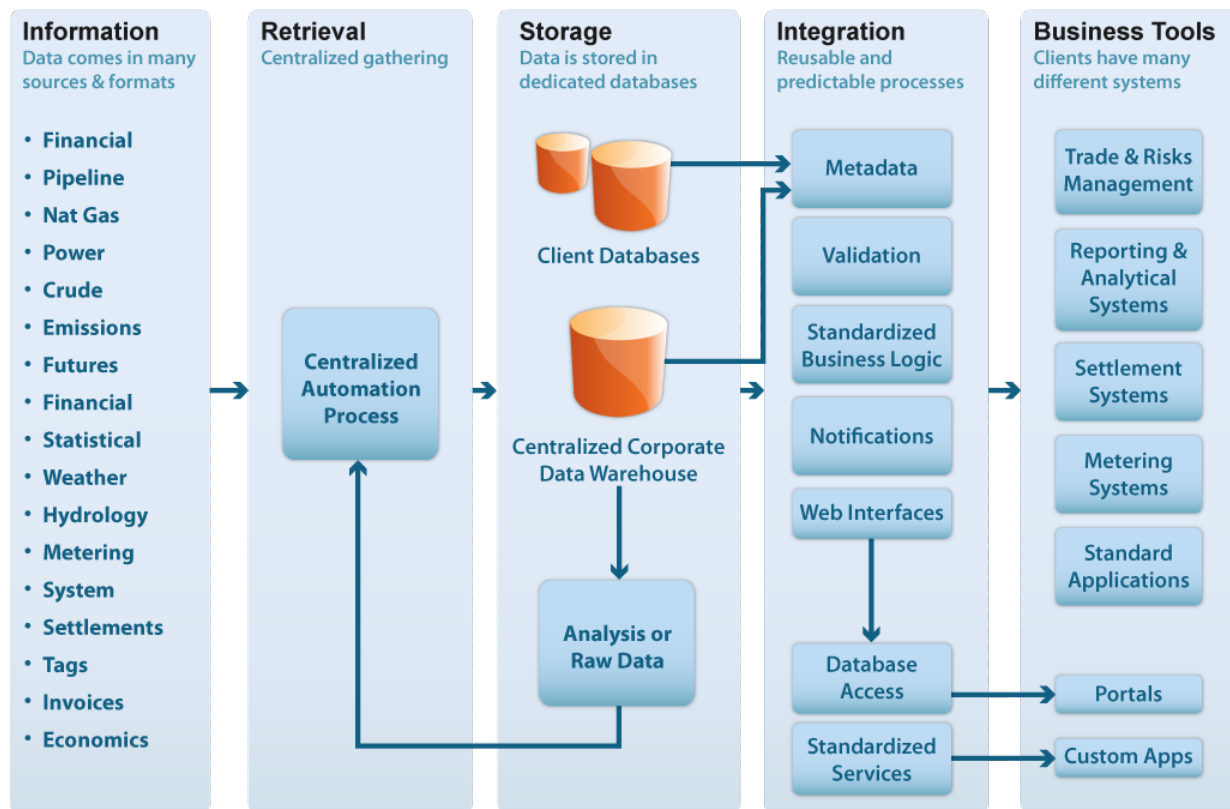 Information
Data comes in many
sources & formats
• Financial
• Pipeline
• Nat Gas
• Power
• Crude
• Emissions
• Futures
• Financial
• Statistical
• Weather
• Hydrology
• Metering
• System
• Settlements
• Tags
• Invoices
• Economics
Retrieval
Centralized gathering
Centralized
Automation
Process
Storage
Data is stored in
dedicated databases
Client Databases
Centralized Corporate
Data Warehouse
Analysis or
Raw Data
Integration
Reusable and
predictable processes
Metadata
Validation
Standardized
Business Logic
Notifications
Web Interfaces
Database
Access
Standardized
Services
Business Tools
Clients have many
different systems
Trade & Risks
Management
Reporting &
Analytical
Systems
Settlement
Systems
Metering
Systems
Standard
Applications
Portals
Custom Apps